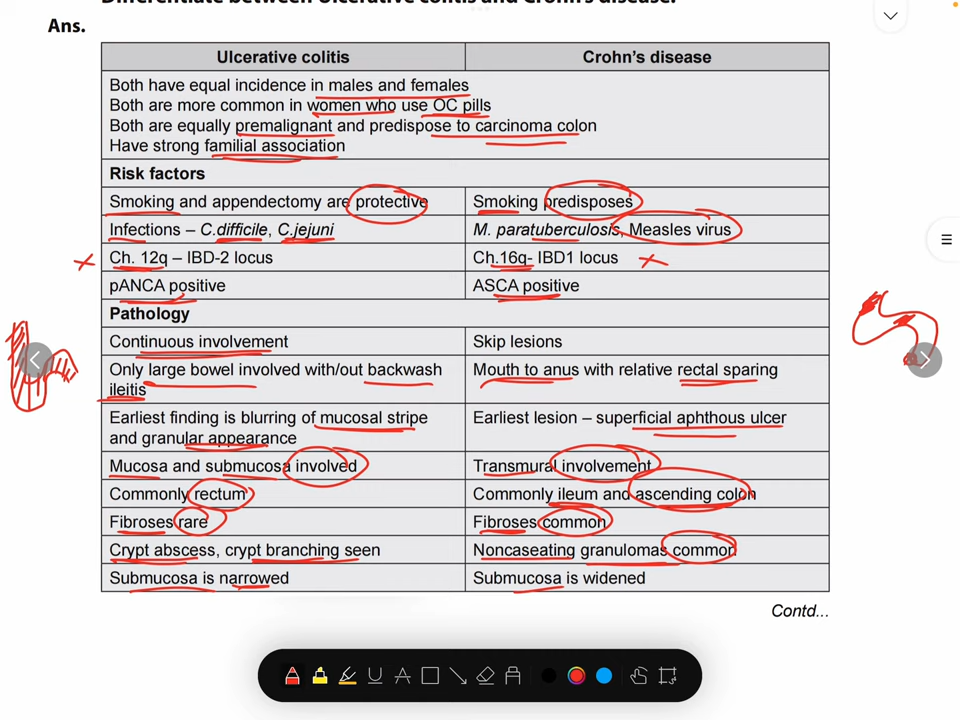 Differentiate between Ulcerative colitis and Crohn's disease.
Ans.
Ulcerative colitis
Crohn's disease
Both have equal incidence in males and females
Both are more common in women who use OC pills
Both are equally premalignant and predispose to carcinoma colon
Have strong familial association
Risk factors
Smoking and appendectomy are protective
Smoking predisposes
Infections – C.difficile, C.jejuni
M. paratuberculosis, Measles virus
Ch. 12q – IBD-2 locus
Ch.16q- IBD1 locus
pANCA positive
ASCA positive
Pathology
Continuous involvement
Skip lesions
Only large bowel involved with/out backwash
ileitis
Mouth to anus with relative rectal sparing
Earliest finding is blurring of mucosal stripe
and granular appearance
Earliest lesion – superficial aphthous ulcer
Mucosa and submucosa involved
Transmural involvement
Commonly rectum
Commonly ileum and ascending colon
Fibroses rare
Fibroses common
Crypt abscess, crypt branching seen
Noncaseating granulomas common
Submucosa is narrowed
Submucosa is widened
Contd...